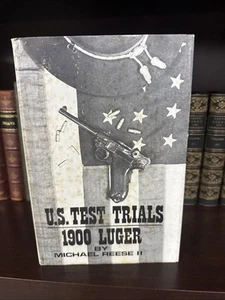 U.S. TEST TRIALS
1900 LUGER
BY
MICHAEL REESE II